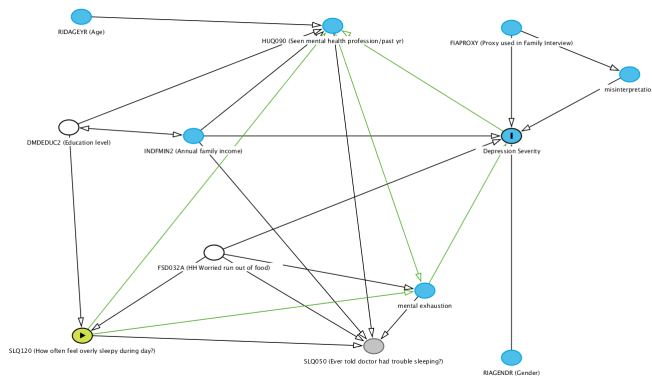 RIDAGEYR (Age)
HUQ090 (Seen mental health profession/past yr)
FIAPROXY (Proxy used in Family Interview)
misinterpretatio
DMDEDUC2 (Education level)
INDFMIN2 (Annual family income)
Depression Severity
FSD032A (HH Worried run out of food)
mental exhaustion
SLQ120 (How often feel overly sleepy during day?)
SLQ050 (Ever told doctor had trouble sleeping?)
RIAGENDR (Gender)